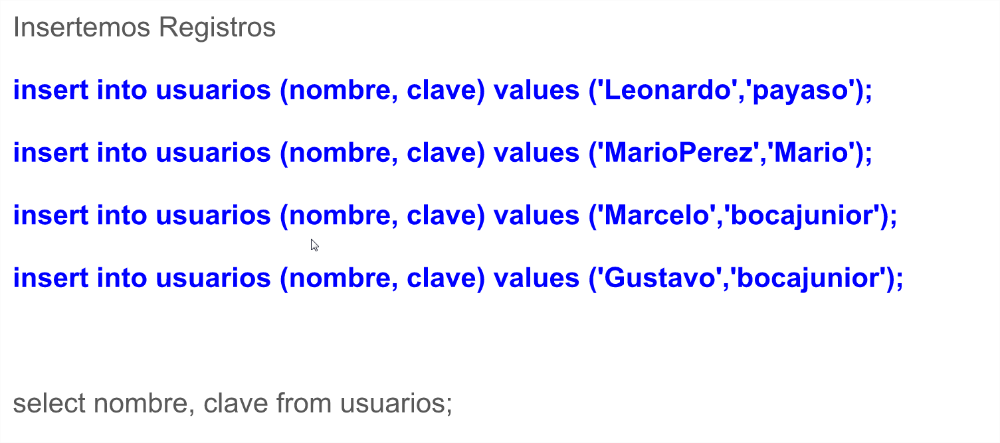 Insertemos Registros
insert into usuarios (nombre, clave) values ('Leonardo','payaso');
insert into usuarios (nombre, clave) values ('MarioPerez','Mario');
insert into usuarios (nombre, clave) values ('Marcelo','bocajunior');
insert into usuarios (nombre, clave) values ('Gustavo','bocajunior');
select nombre, clave from usuarios;